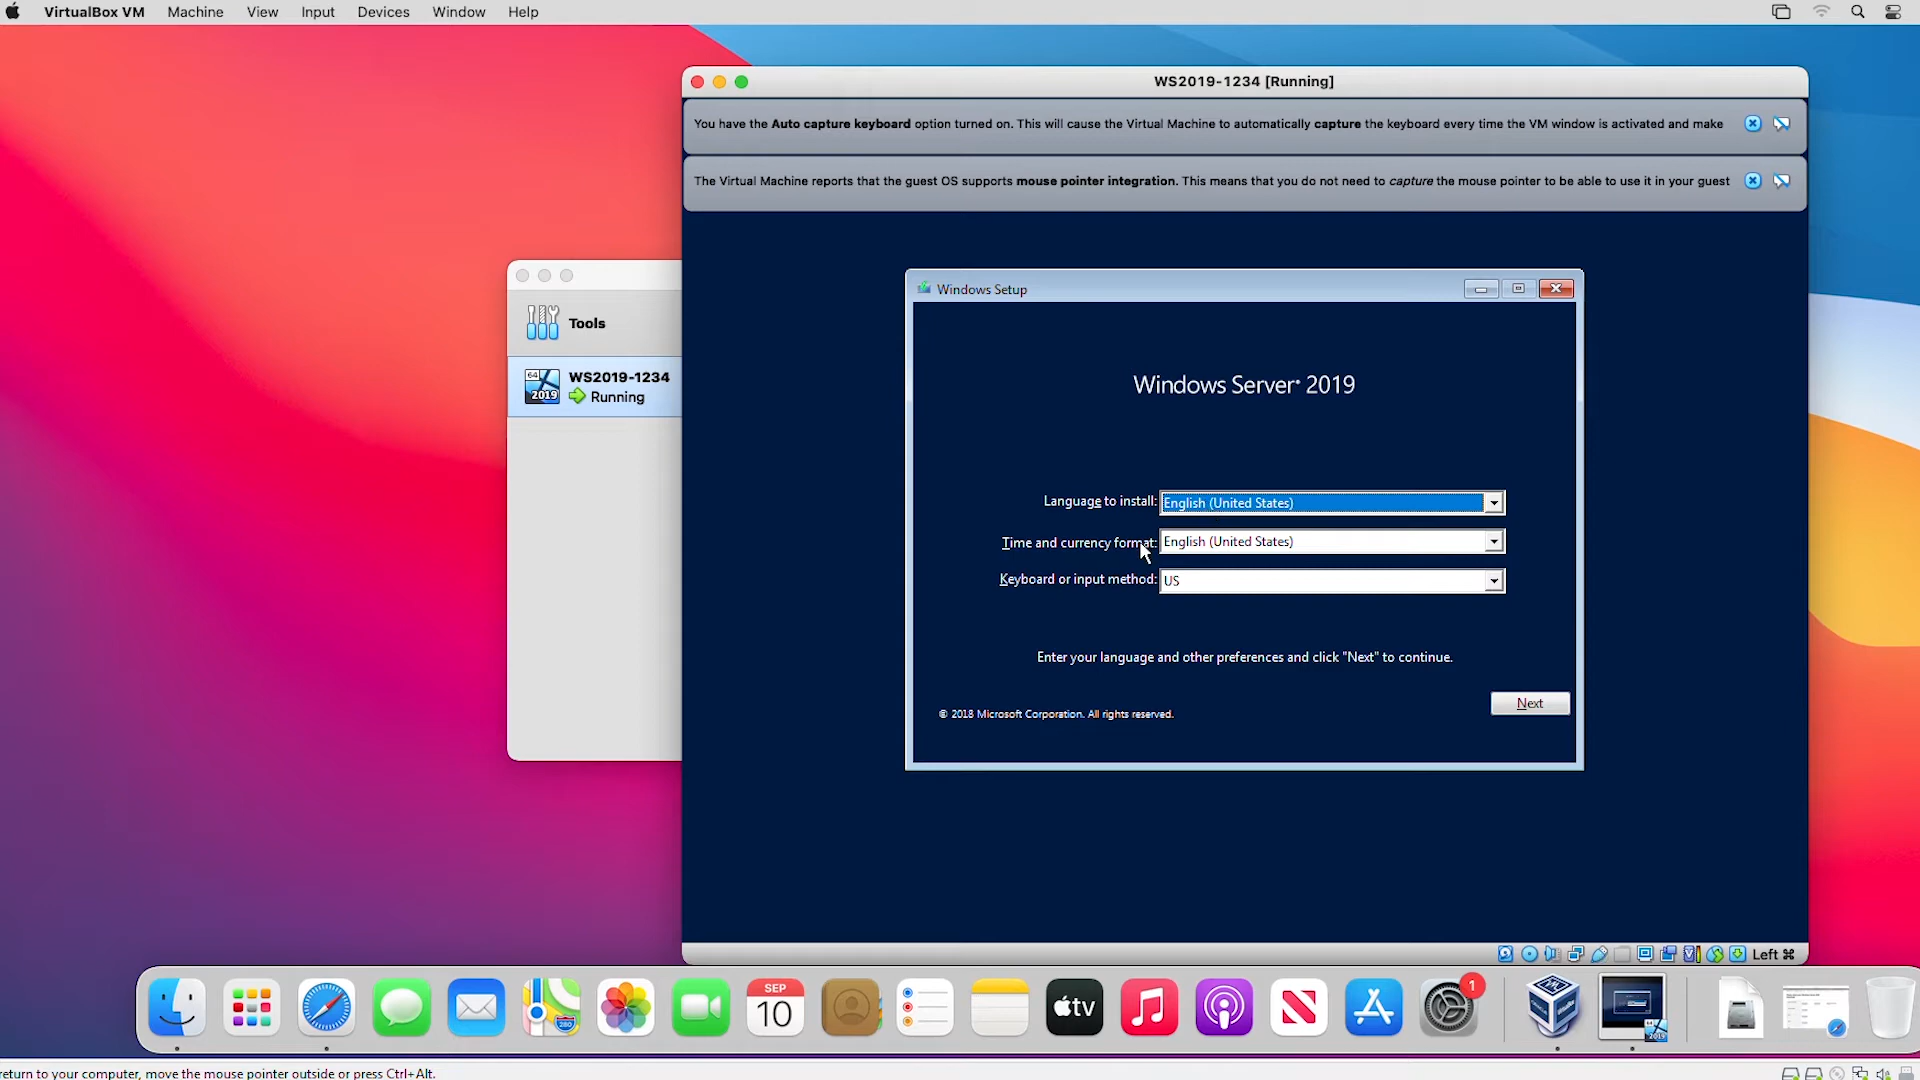 VirtualBox VM Machine View Input Devices Window Help
WS2019-1234 [Running]
You have the Auto capture keyboard option turned on. This will cause the Virtual Machine to automatically capture the keyboard every time the VM window is activated and make
The Virtual Machine reports that the guest OS supports mouse pointer integration. This means that you do not need to capture the mouse pointer to be able to use it in your guest
Windows Setup
Tools
64
2019
WS2019-1234
Running
Windows Server 2019
Language to install: English (United States)
Time and currency format: English (United States)
Keyboard or input method: US
Enter your language and other preferences and click "Next" to continue.
Next
© 2018 Microsoft Corporation. All rights reserved.
Left ⌘
SEP
10
280
tv
1
2019
return to your computer, move the mouse pointer outside or press Ctrl+Alt.